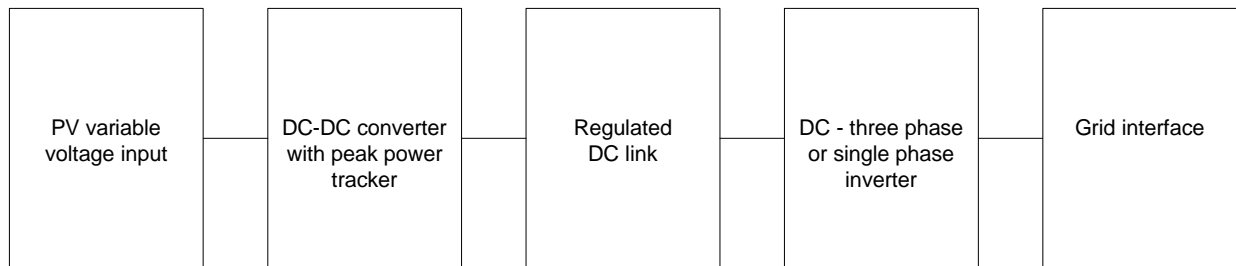 PV variable
voltage input
DC-DC converter
with peak power
tracker
Regulated
DC link
DC - three phase
or single phase
inverter
Grid interface